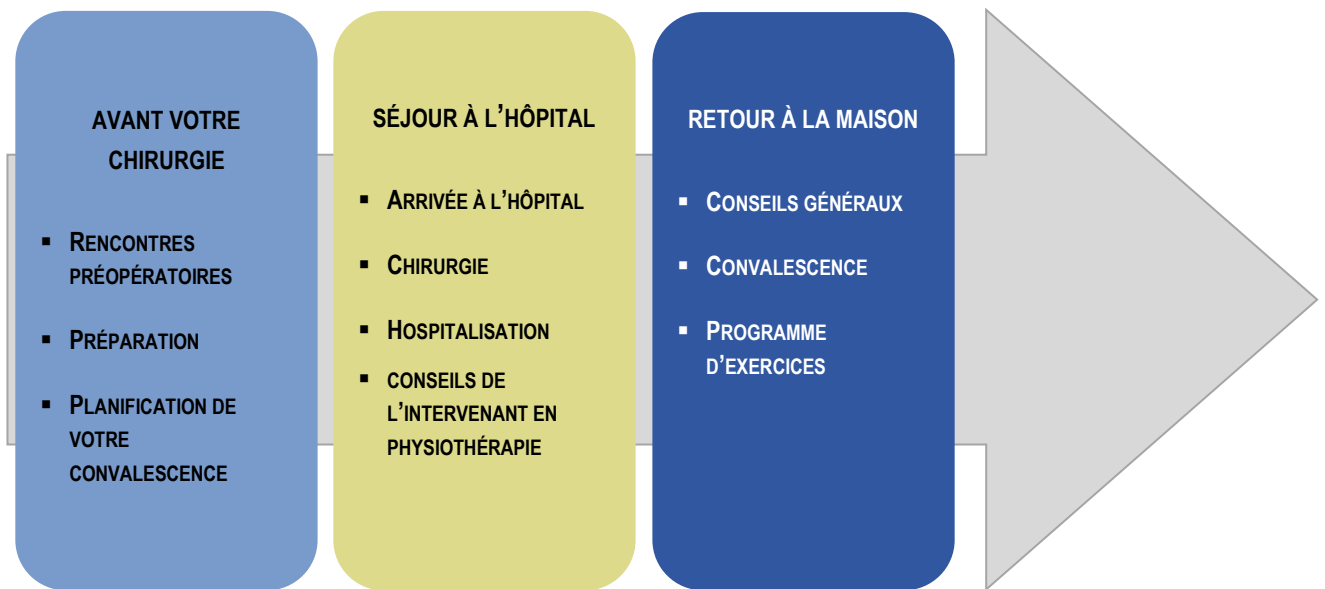 AVANT VOTRE
CHIRURGIE
▪ RENCONTRES
PRÉOPÉRATOIRES
▪ PRÉPARATION
▪ PLANIFICATION DE
VOTRE
CONVALESCENCE
SÉJOUR À L'HÔPITAL
▪ ARRIVÉE À L'HÔPITAL
▪ CHIRURGIE
▪ HOSPITALISATION
▪ CONSEILS DE
L'INTERVENANT EN
PHYSIOTHÉRAPIE
RETOUR À LA MAISON
▪ CONSEILS GÉNÉRAUX
▪ CONVALESCENCE
▪ PROGRAMME
D'EXERCICES